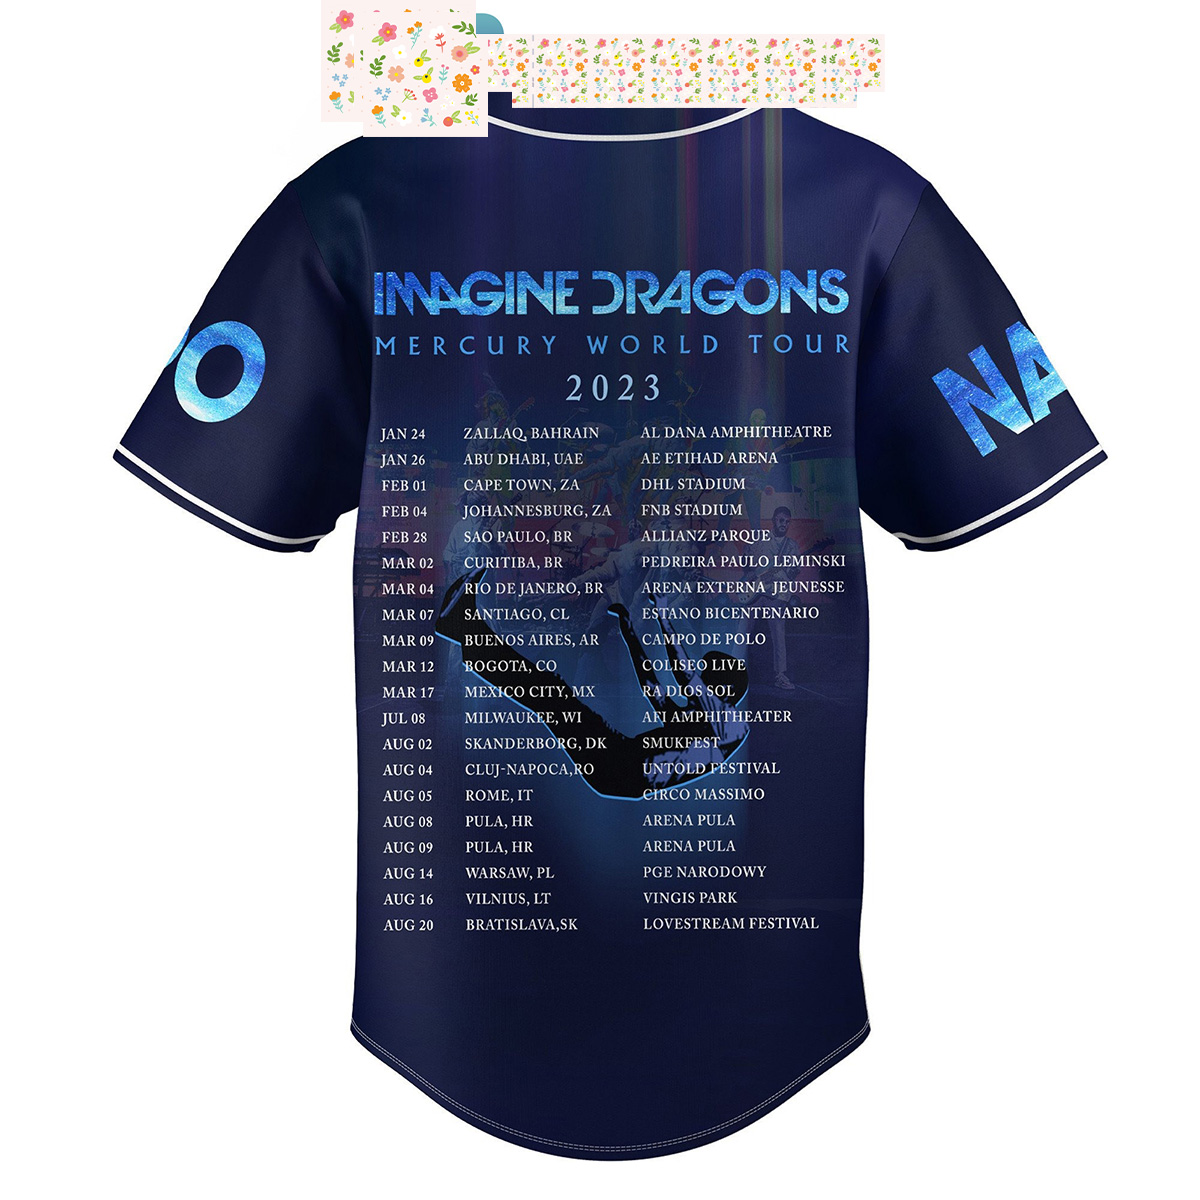 IMAGINE DRAGONS
MERCURY WORLD TOUR
2023
JAN 24 ZALLAQ, BAHRAIN AL DANA AMPHITHEATRE
JAN 26 ABU DHABI, UAE AE ETIHAD ARENA
FEB 01 CAPE TOWN, ZA DHL STADIUM
FEB 04 JOHANNESBURG, ZA FNB STADIUM
FEB 28 SAO PAULO, BR ALLIANZ PARQUE
MAR 02 CURITIBA, BR PEDREIRA PAULO LEMINSKI
MAR 04 RIO DE JANERO, BR ARENA EXTERNA JEUNESSE
MAR 07 SANTIAGO, CL ESTANO BICENTENARIO
MAR 09 BUENOS AIRES, AR CAMPO DE POLO
MAR 12 BOGOTA, CO COLISEO LIVE
MAR 17 MEXICO CITY, MX RA DIOS SOL
JUL 08 MILWAUKEE, WI AFI AMPHITHEATER
AUG 02 SKANDERBORG, DK SMUKFEST
AUG 04 CLUJ-NAPOCA,RO UNTOLD FESTIVAL
AUG 05 ROME, IT CIRCO MASSIMO
AUG 08 PULA, HR ARENA PULA
AUG 09 PULA, HR ARENA PULA
AUG 14 WARSAW, PL PGE NARODOWY
AUG 16 VILNIUS, LT VINGIS PARK
AUG 20 BRATISLAVA,SK LOVESTREAM FESTIVAL
O
NA